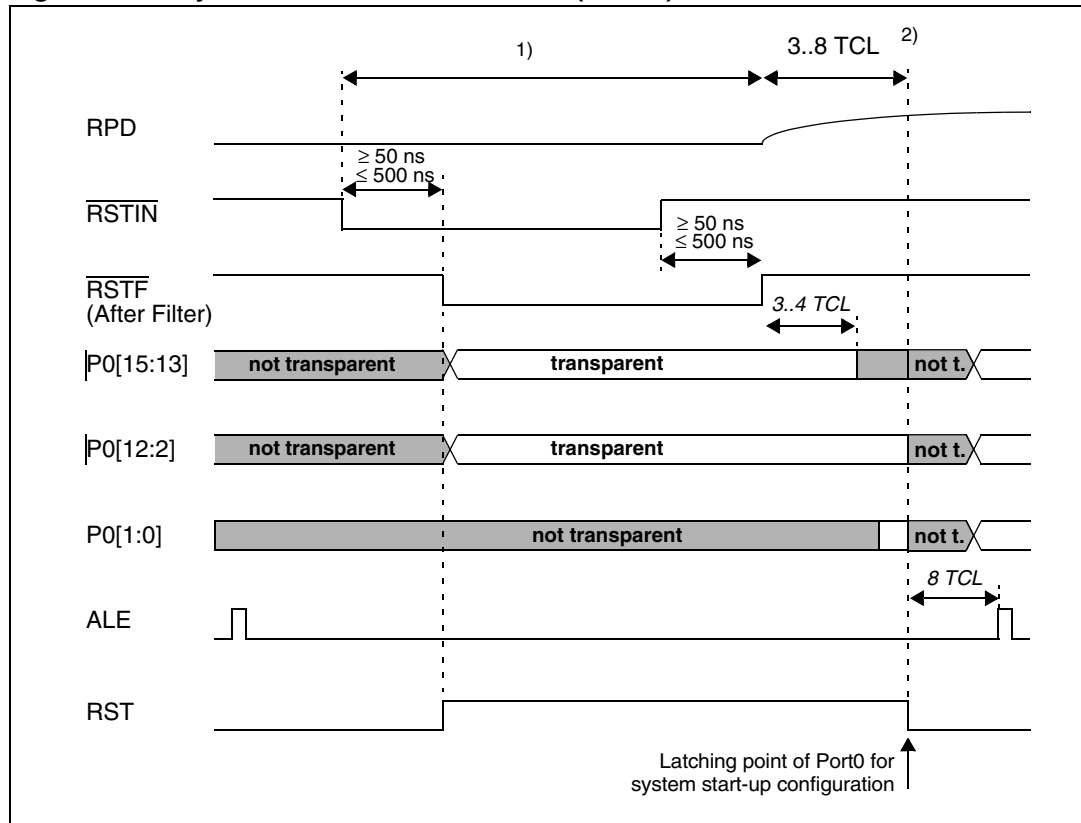 1)
3..8 TCL 2)
RPD
≥ 50 ns
≤ 500 ns
RSTIN
≥ 50 ns
≤ 500 ns
RSTF
(After Filter)
3..4 TCL
P0[15:13]
not transparent
transparent
not t.
P0[12:2]
not transparent
transparent
not t.
P0[1:0]
not transparent
not t.
8 TCL
ALE
RST
Latching point of Port0 for
system start-up configuration